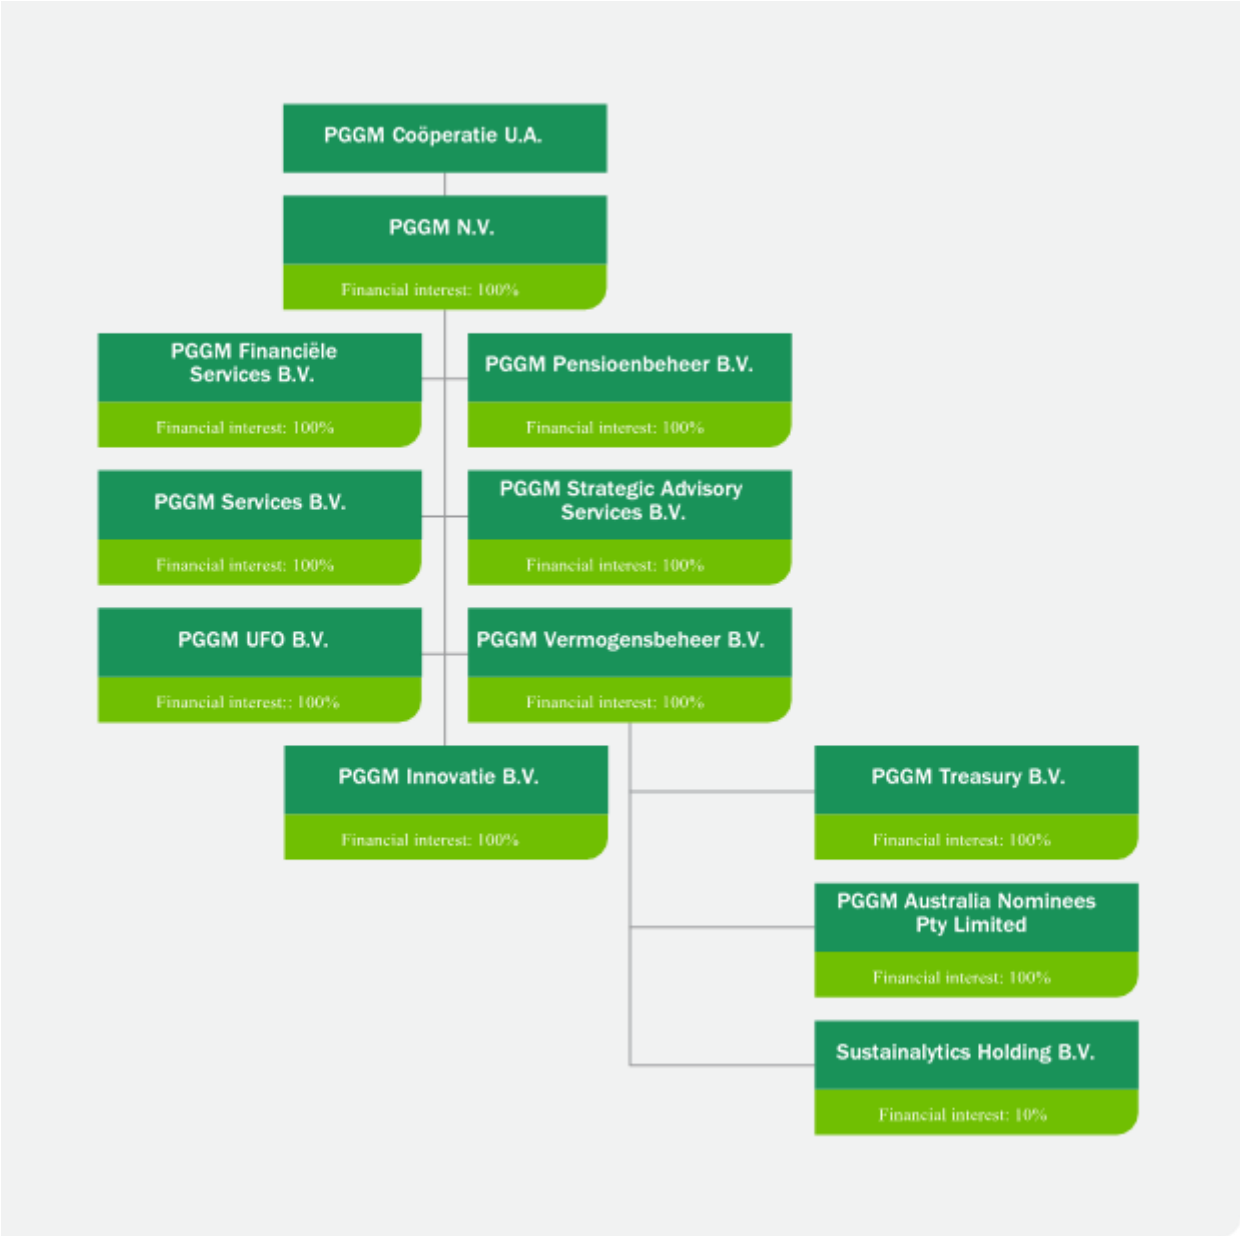 PGGM Coöperatie U.A.
PGGM N.V.
Financial interest: 100%
PGGM Financiële
Services B.V.
Financial interest: 100%
PGGM Pensioenbeheer B.V.
Financial interest: 100%
PGGM Services B.V.
Financial interest: 100%
PGGM Strategic Advisory
Services B.V.
Financial interest: 100%
PGGM UFO B.V.
Financial interest:: 100%
PGGM Vermogensbeheer B.V.
Financial interest: 100%
PGGM Innovatie B.V.
Financial interest: 100%
PGGM Treasury B.V.
Financial interest: 100%
PGGM Australia Nominees
Pty Limited
Financial interest: 100%
Sustainalytics Holding B.V.
Financial interest: 10%